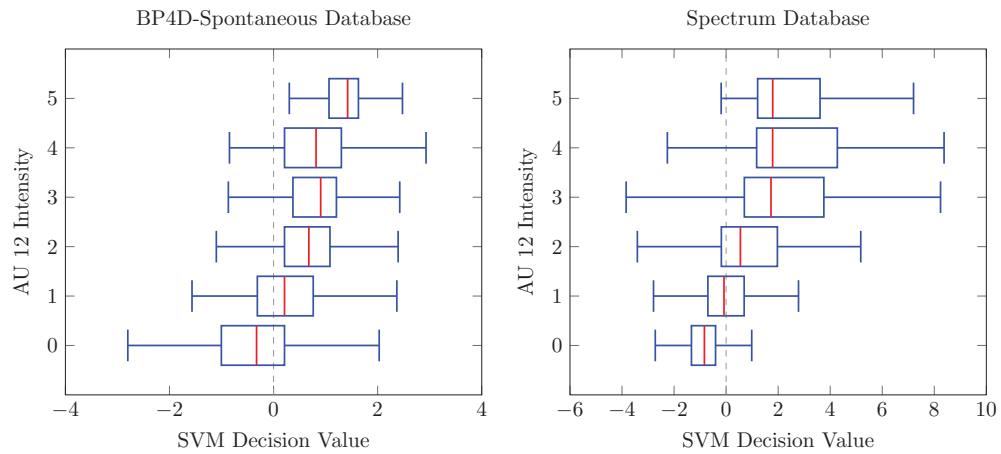 BP4D-Spontaneous Database
5
4
3
2
1
0
AU 12 Intensity
−4 −2 0 2 4
SVM Decision Value
Spectrum Database
5
4
3
2
1
0
AU 12 Intensity
−6 −4 −2 0 2 4 6 8 10
SVM Decision Value